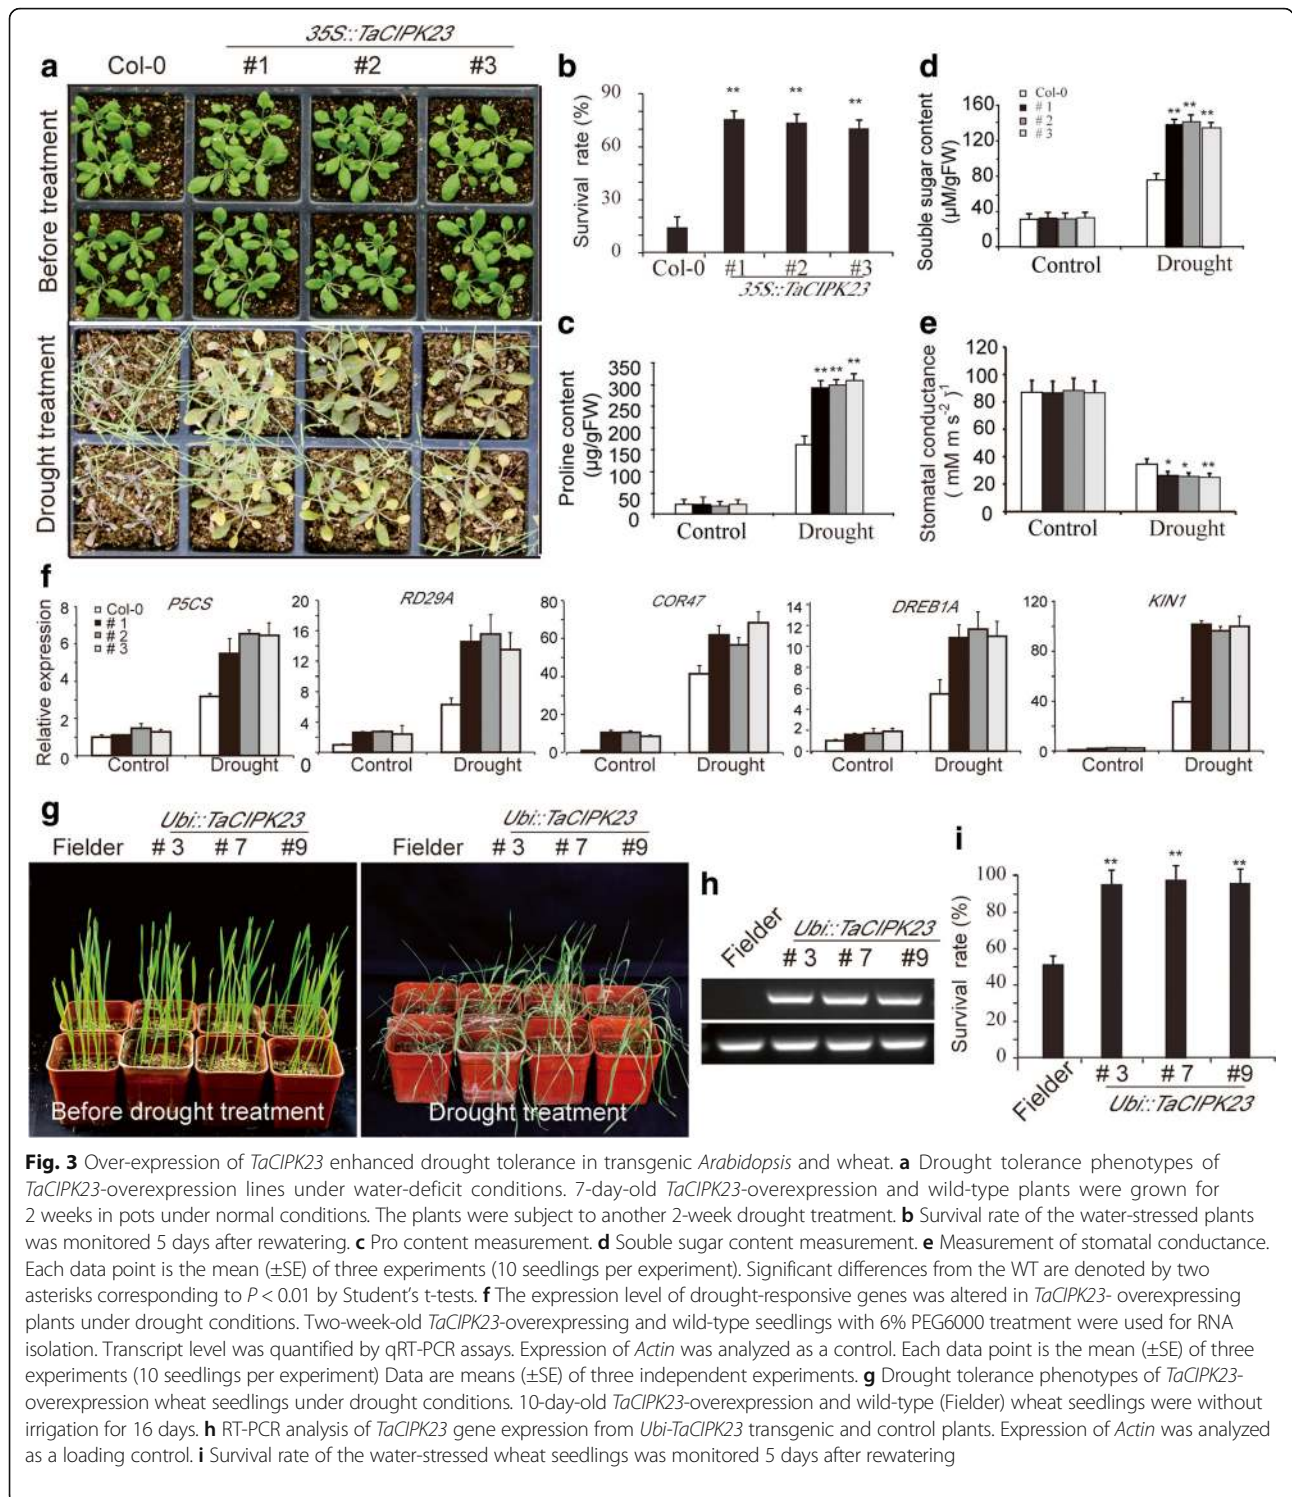 35S::TaCIPK23
a Col-0 #1 #2 #3
Before treatment
Drought treatment
b
Survival rate (%)
90
60
30
0
** ** **
Col-0 #1 #2 #3
35S::TaCIPK23
c
Proline content
(µg/gFW)
350
300
250
200
150
100
50
0
** ** **
Control Drought
d
Souble sugar content
(µM/gFW)
Col-0
# 1
# 2
# 3
160
120
80
40
0
** ** **
Control Drought
e
Stomatal conductance
( mM m s⁻² )⁻¹
120
100
80
60
40
20
0
* * **
Control Drought
f
Relative expression
P5CS
Col-0
# 1
# 2
# 3
8
6
4
2
1
0
Control Drought
RD29A
20
16
12
8
4
0
Control Drought
COR47
80
60
40
20
0
Control Drought
DREB1A
14
12
10
8
6
4
2
0
Control Drought
KIN1
120
80
40
0
Control Drought
g
Ubi::TaCIPK23
Fielder # 3 # 7 #9
Before drought treatment
Ubi::TaCIPK23
Fielder # 3 # 7 #9
Drought treatment
h
Fielder
Ubi::TaCIPK23
# 3 # 7 #9
i
Survival rate (%)
100
80
60
40
20
0
** ** **
Fielder # 3 # 7 #9
Ubi::TaCIPK23
Fig. 3 Over-expression of TaCIPK23 enhanced drought tolerance in transgenic Arabidopsis and wheat. a Drought tolerance phenotypes of
TaCIPK23-overexpression lines under water-deficit conditions. 7-day-old TaCIPK23-overexpression and wild-type plants were grown for
2 weeks in pots under normal conditions. The plants were subject to another 2-week drought treatment. b Survival rate of the water-stressed plants
was monitored 5 days after rewatering. c Pro content measurement. d Souble sugar content measurement. e Measurement of stomatal conductance.
Each data point is the mean (±SE) of three experiments (10 seedlings per experiment). Significant differences from the WT are denoted by two
asterisks corresponding to P < 0.01 by Student's t-tests. f The expression level of drought-responsive genes was altered in TaCIPK23- overexpressing
plants under drought conditions. Two-week-old TaCIPK23-overexpressing and wild-type seedlings with 6% PEG6000 treatment were used for RNA
isolation. Transcript level was quantified by qRT-PCR assays. Expression of Actin was analyzed as a control. Each data point is the mean (±SE) of three
experiments (10 seedlings per experiment) Data are means (±SE) of three independent experiments. g Drought tolerance phenotypes of TaCIPK23-
overexpression wheat seedlings under drought conditions. 10-day-old TaCIPK23-overexpression and wild-type (Fielder) wheat seedlings were without
irrigation for 16 days. h RT-PCR analysis of TaCIPK23 gene expression from Ubi-TaCIPK23 transgenic and control plants. Expression of Actin was analyzed
as a loading control. i Survival rate of the water-stressed wheat seedlings was monitored 5 days after rewatering